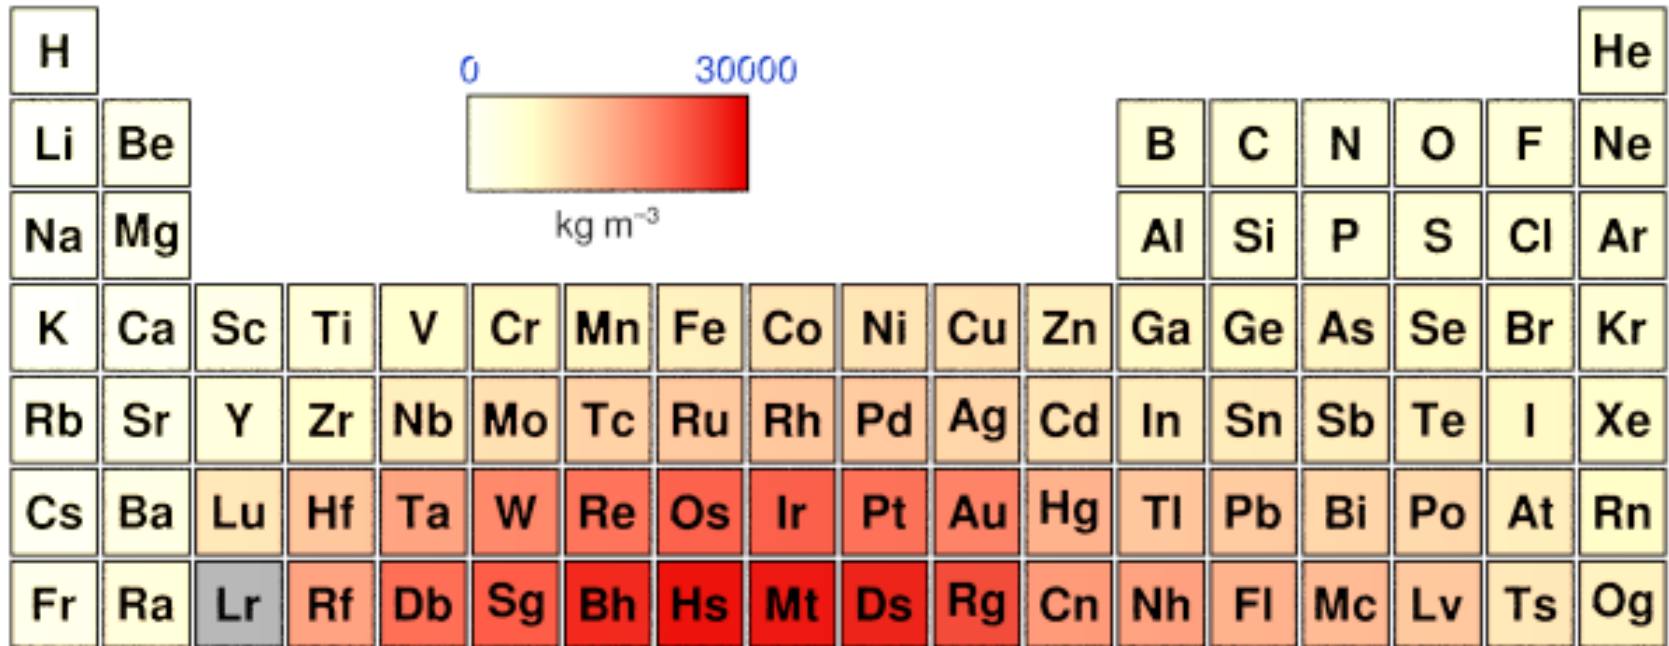 H He
0 30000
Li Be B C N O F Ne
kg m⁻³
Na Mg Al Si P S Cl Ar
K Ca Sc Ti V Cr Mn Fe Co Ni Cu Zn Ga Ge As Se Br Kr
Rb Sr Y Zr Nb Mo Tc Ru Rh Pd Ag Cd In Sn Sb Te I Xe
Cs Ba Lu Hf Ta W Re Os Ir Pt Au Hg Tl Pb Bi Po At Rn
Fr Ra Lr Rf Db Sg Bh Hs Mt Ds Rg Cn Nh Fl Mc Lv Ts Og